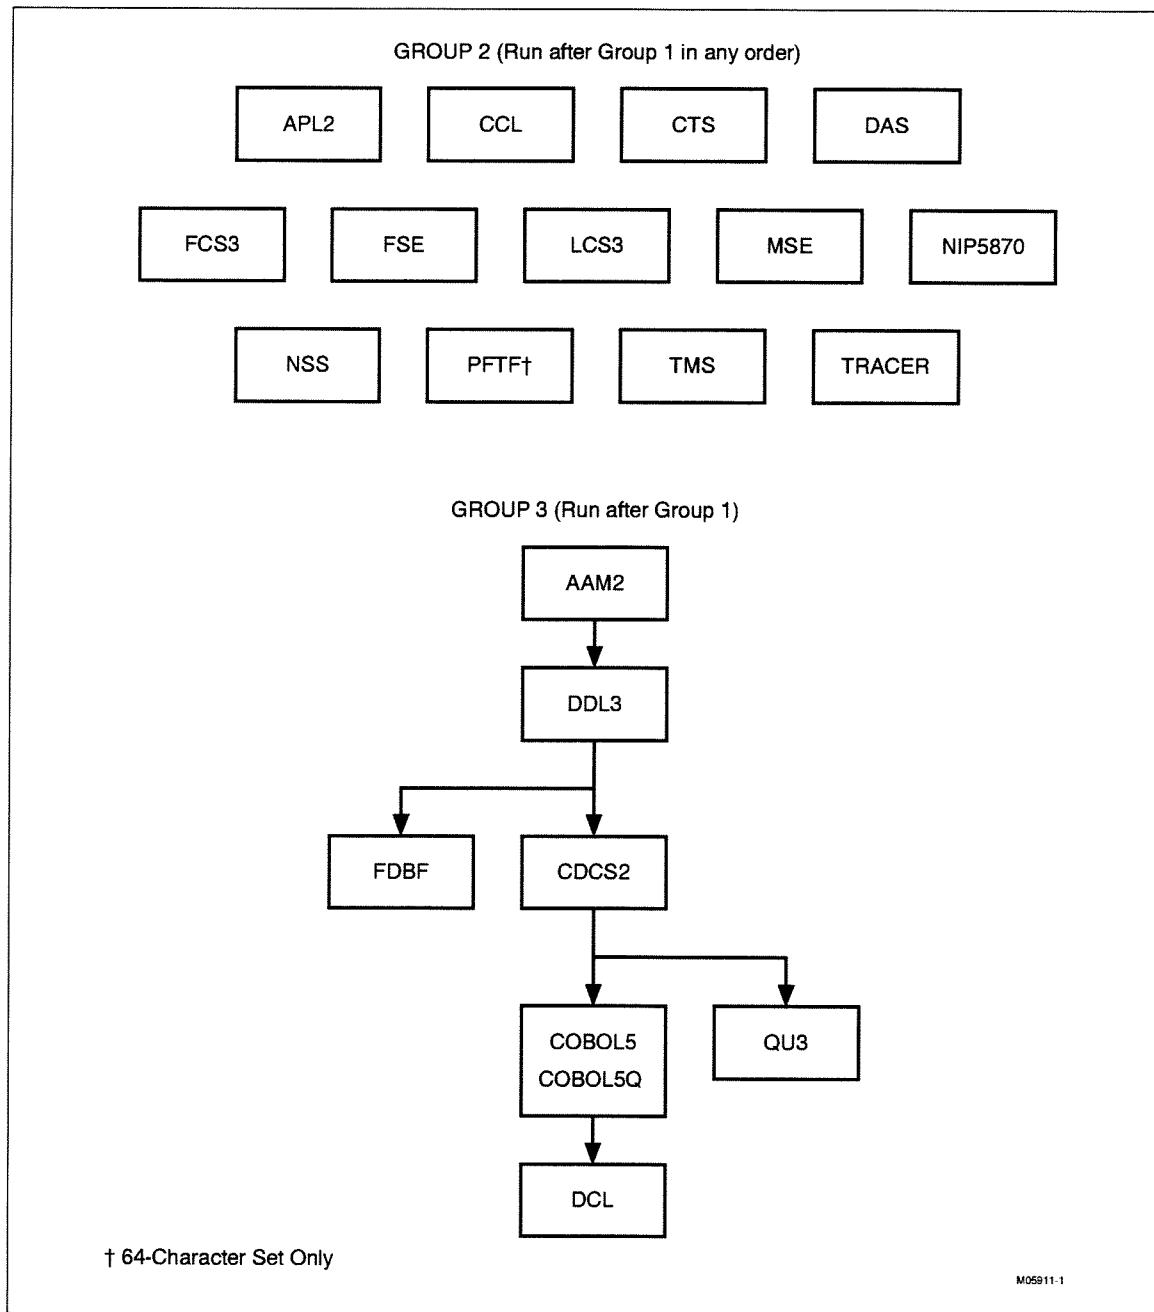 GROUP 2 (Run after Group 1 in any order)
APL2
CCL
CTS
DAS
FCS3
FSE
LCS3
MSE
NIP5870
NSS
PFTF†
TMS
TRACER
GROUP 3 (Run after Group 1)
AAM2
DDL3
FDBF
CDCS2
COBOL5
COBOL5Q
QU3
DCL
† 64-Character Set Only
M05911-1